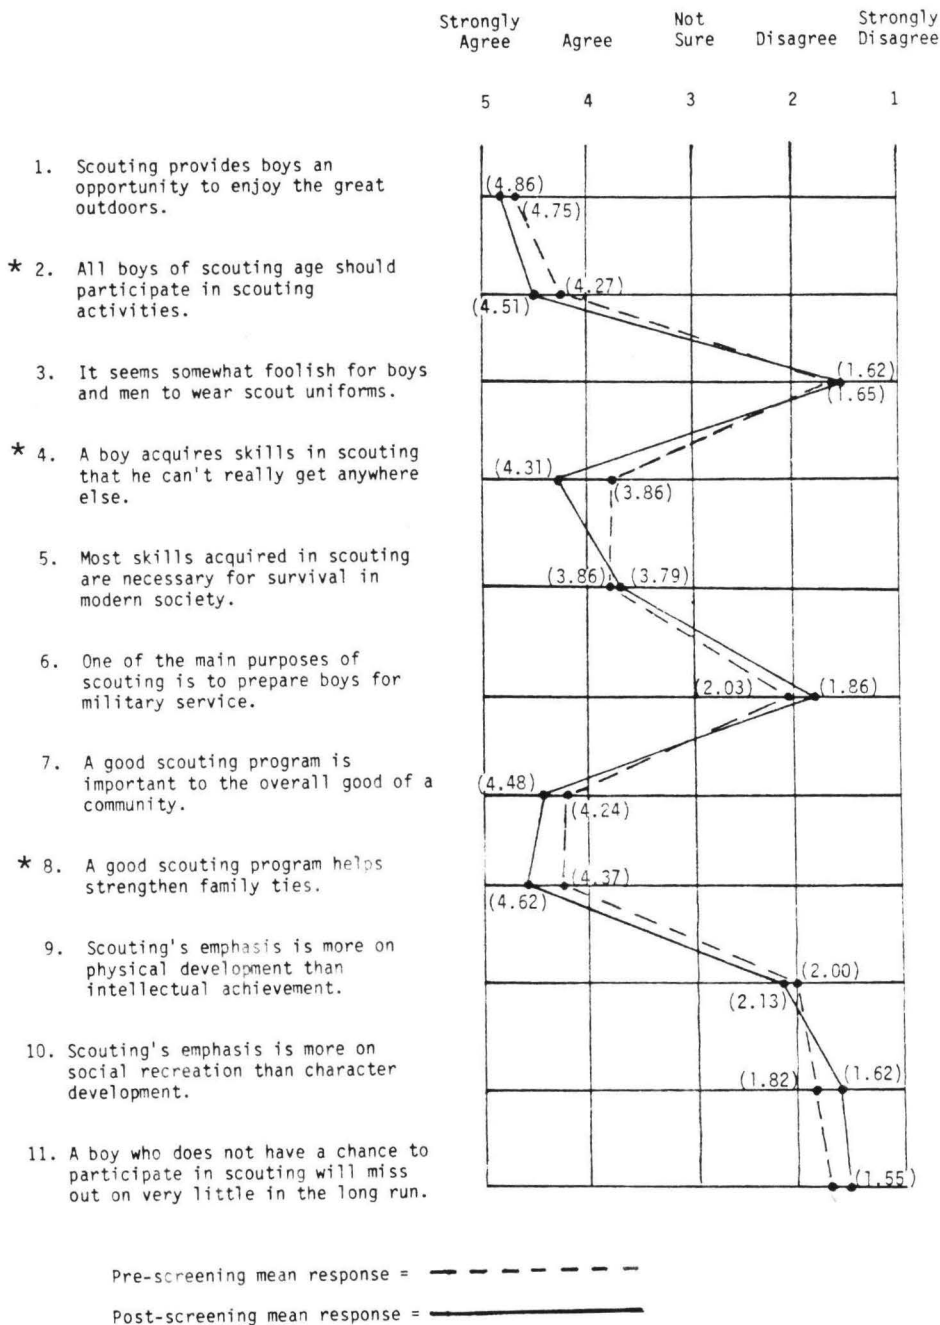 Strongly Agree Agree Not Sure Disagree Strongly Disagree
5 4 3 2 1
1. Scouting provides boys an
opportunity to enjoy the great
outdoors.
(4.86)
(4.75)
* 2. All boys of scouting age should
participate in scouting
activities.
(4.27)
(4.51)
3. It seems somewhat foolish for boys
and men to wear scout uniforms.
(1.62)
(1.65)
* 4. A boy acquires skills in scouting
that he can't really get anywhere
else.
(4.31)
(3.86)
5. Most skills acquired in scouting
are necessary for survival in
modern society.
(3.86) (3.79)
6. One of the main purposes of
scouting is to prepare boys for
military service.
(2.03) (1.86)
7. A good scouting program is
important to the overall good of a
community.
(4.48)
(4.24)
* 8. A good scouting program helps
strengthen family ties.
(4.37)
(4.62)
9. Scouting's emphasis is more on
physical development than
intellectual achievement.
(2.00)
(2.13)
10. Scouting's emphasis is more on
social recreation than character
development.
(1.82) (1.62)
11. A boy who does not have a chance to
participate in scouting will miss
out on very little in the long run.
(1.55)
Pre-screening mean response =
Post-screening mean response =